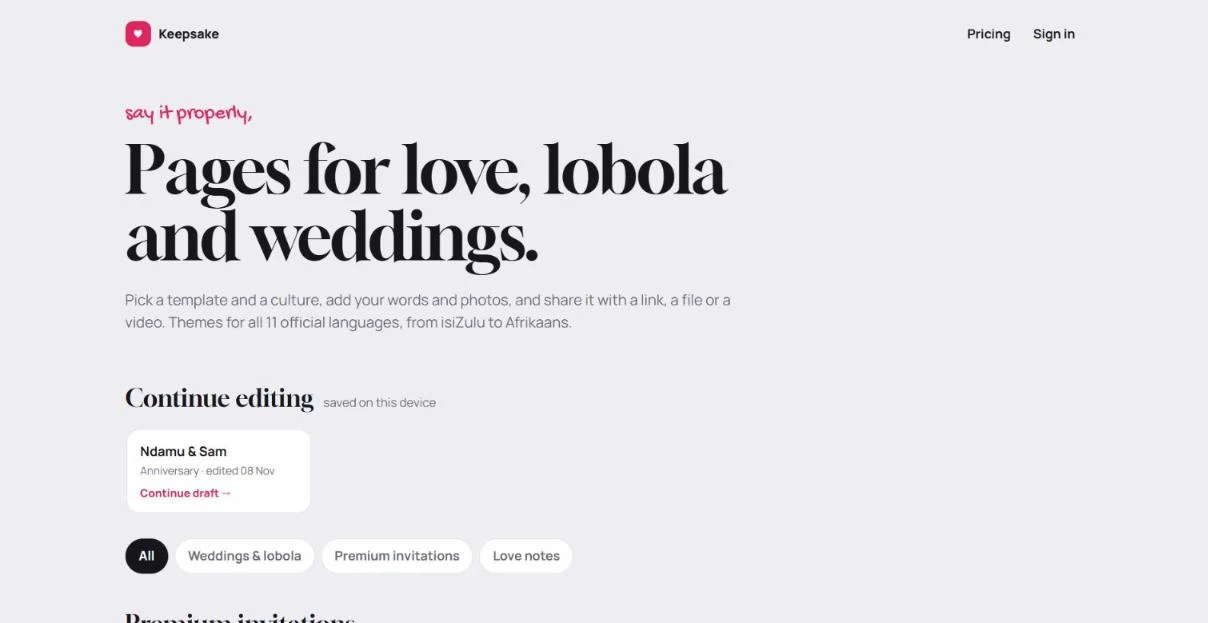 Keepsake
Pricing
Sign in
say it properly,
Pages for love, lobola
and weddings.
Pick a template and a culture, add your words and photos, and share it with a link, a file or a
video. Themes for all 11 official languages, from isiZulu to Afrikaans.
Continue editing saved on this device
Ndamu & Sam
Anniversary · edited 08 Nov
Continue draft →
All
Weddings & lobola
Premium invitations
Love notes
Premium invitations